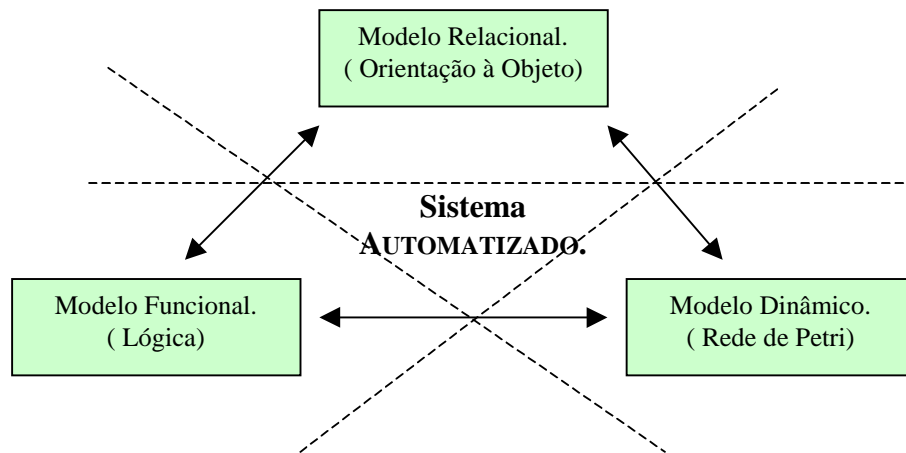 Modelo Relacional.
( Orientação à Objeto)
Sistema
AUTOMATIZADO.
Modelo Funcional.
( Lógica)
Modelo Dinâmico.
( Rede de Petri)